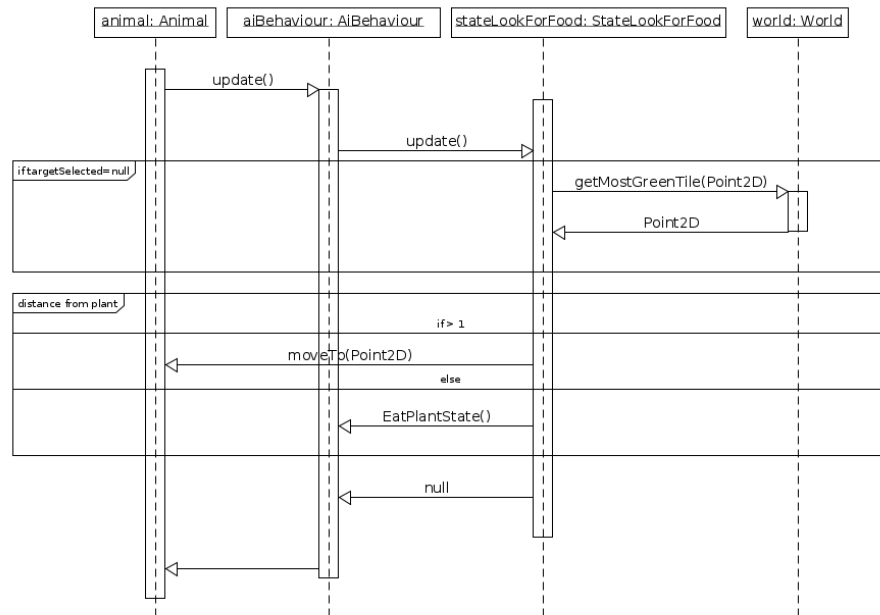 animal: Animal
aiBehaviour: AiBehaviour
stateLookForFood: StateLookForFood
world: World
update()
update()
iftargetSelected=null
getMostGreenTile(Point2D)
Point2D
distance from plant
if> 1
moveTo(Point2D)
else
EatPlantState()
null